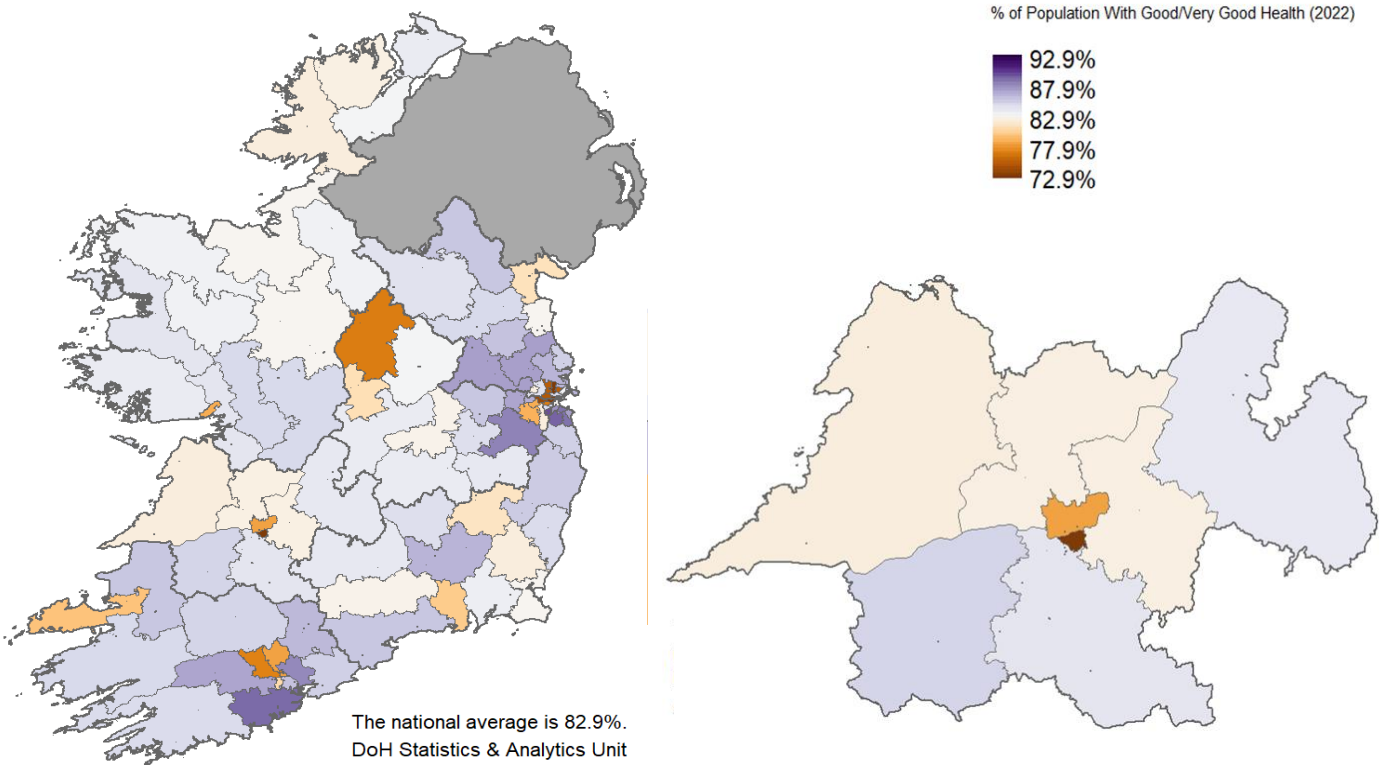 % of Population With Good/Very Good Health (2022)
92.9%
87.9%
82.9%
77.9%
72.9%
The national average is 82.9%.
DoH Statistics & Analytics Unit